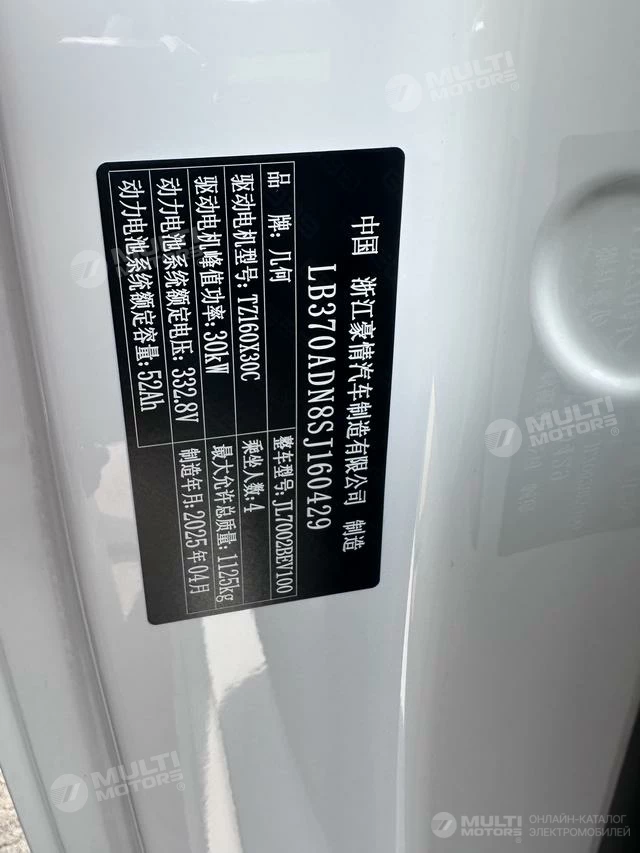 中国 浙江豪情汽车制造有限公司 制造
LB370ADN8SJ160429
品 牌: 几何 整车型号: JL7002BEV100
驱动电机型号: TZ160X30C 乘坐人数: 4
驱动电机峰值功率: 30kW 最大允许总质量: 1125kg
动力电池系统额定电压: 332.8V 制造年月: 2025年04月
动力电池系统额定容量: 52Ah
MULTI
MOTORS
MULTI
MOTORS
MULTI
MOTORS
MULTI
MOTORS
MULTI
MOTORS
ОНЛАЙН-КАТАЛОГ
ЭЛЕКТРОМОБИЛЕЙ